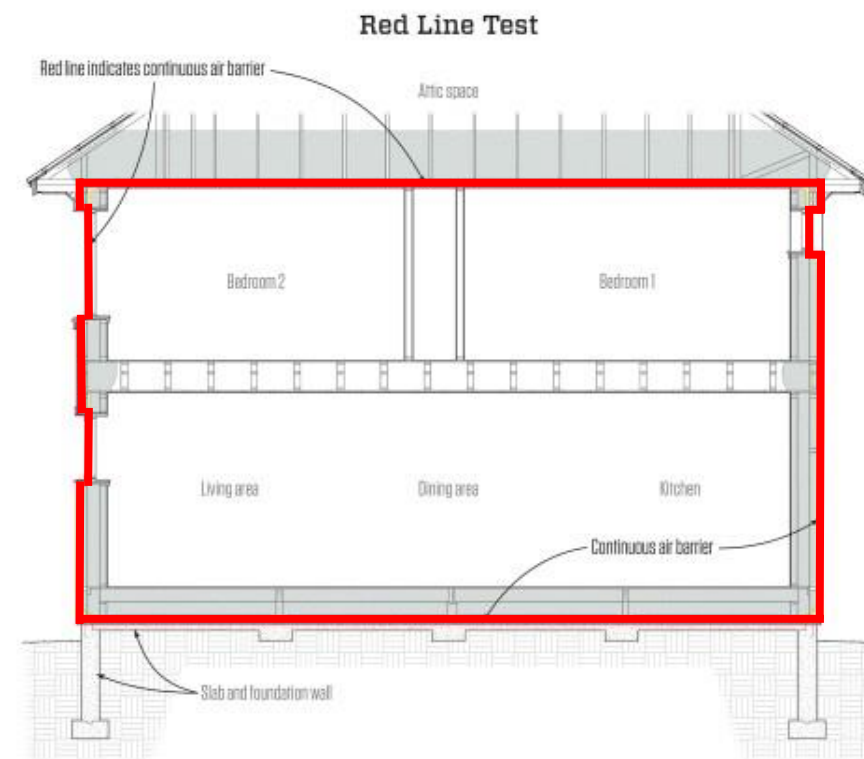 Red Line Test
Red line indicates continuous air barrier
Attic space
Bedroom 2
Bedroom 1
Living area
Dining area
Kitchen
Continuous air barrier
Slab and foundation wall